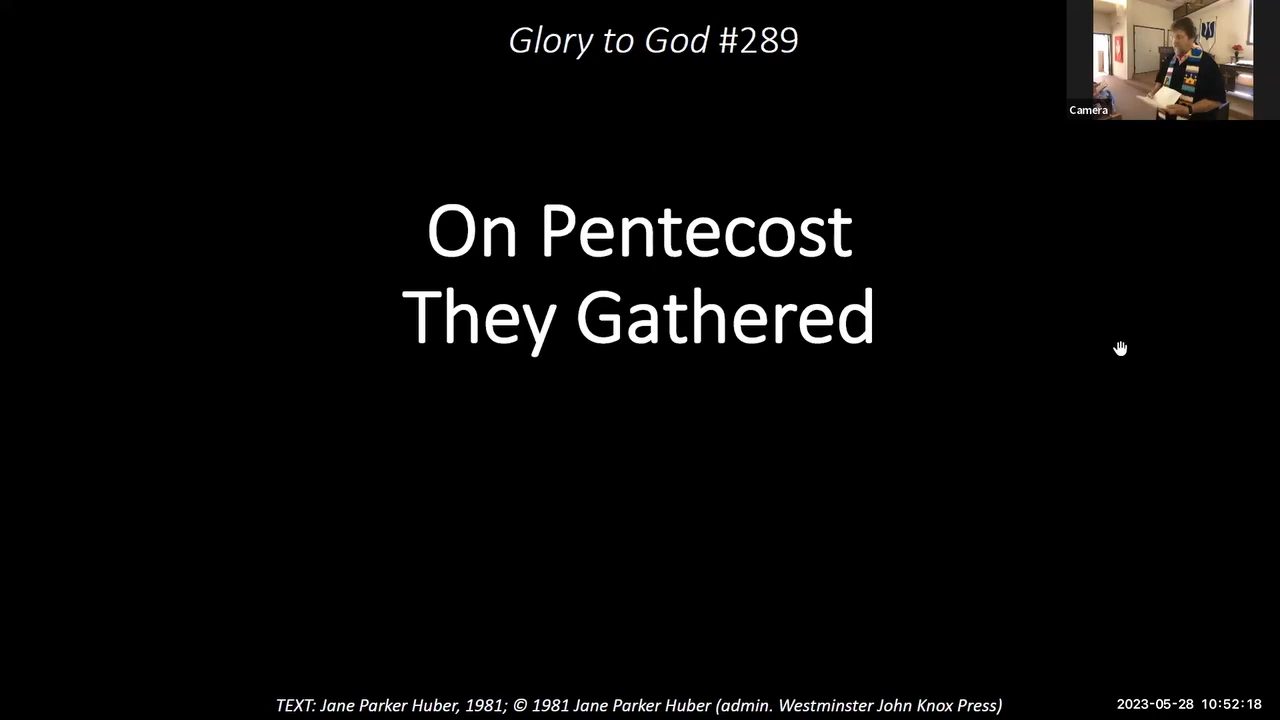 Glory to God #289
Camera
On Pentecost
They Gathered
TEXT: Jane Parker Huber, 1981; © 1981 Jane Parker Huber (admin. Westminster John Knox Press)
2023-05-28 10:52:18